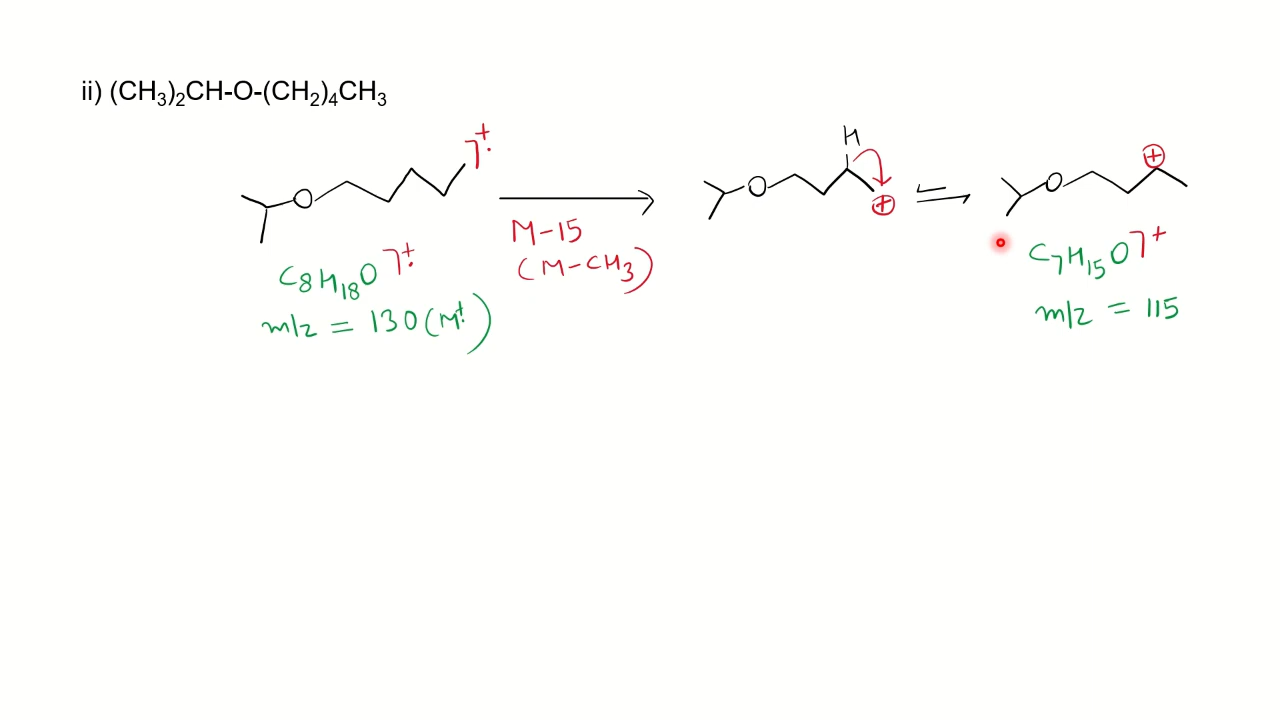 ii) (CH₃)₂CH-O-(CH₂)₄CH₃
H
O ⌉⁺·
O ⊕
O ⊕
M-15
(M-CH₃)
C₈H₁₈O ⌉⁺·
m/z = 130 (M⁺·)
C₇H₁₅O⌉⁺
m/z = 115